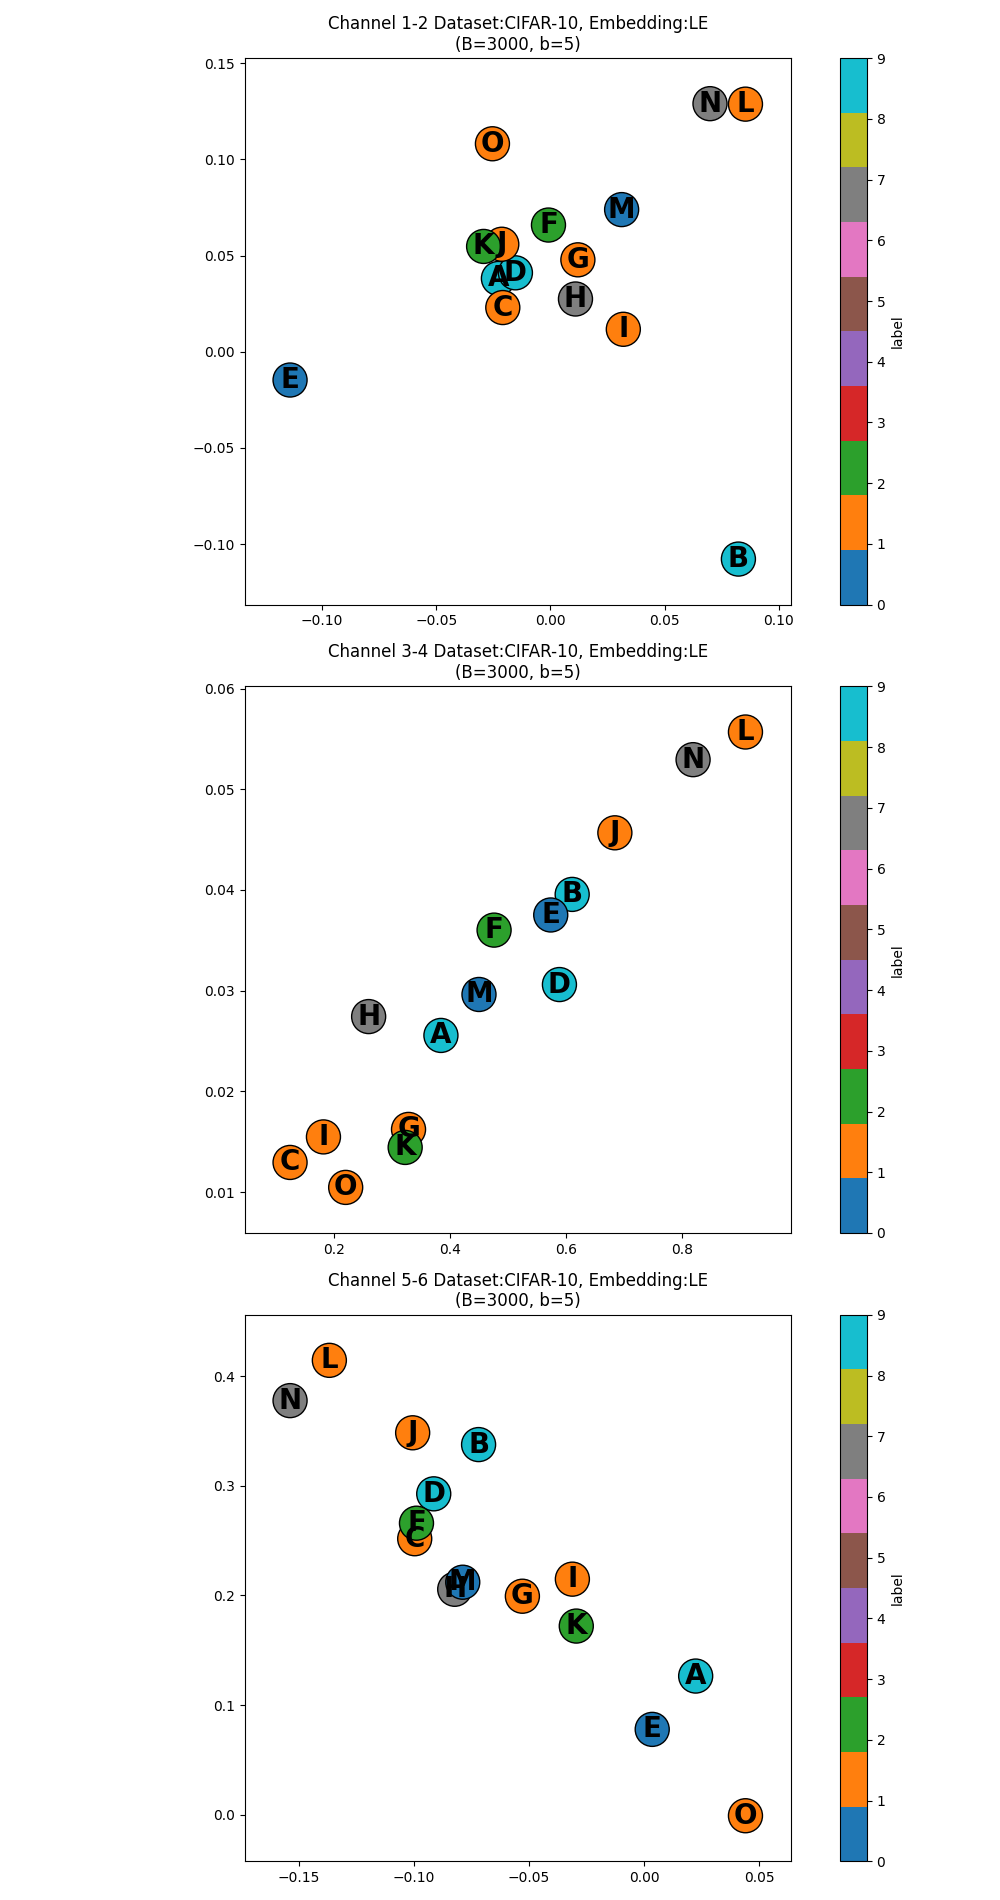 Channel 1-2 Dataset:CIFAR-10, Embedding:LE
(B=3000, b=5)
0.15
0.10
0.05
0.00
−0.05
−0.10
−0.10
−0.05
0.00
0.05
0.10
N
L
O
M
F
K
J
G
A
D
H
C
I
E
B
9
8
7
6
5
4
3
2
1
0
label
Channel 3-4 Dataset:CIFAR-10, Embedding:LE
(B=3000, b=5)
0.06
0.05
0.04
0.03
0.02
0.01
0.2
0.4
0.6
0.8
L
N
J
B
E
F
D
M
H
A
G
I
K
C
O
9
8
7
6
5
4
3
2
1
0
label
Channel 5-6 Dataset:CIFAR-10, Embedding:LE
(B=3000, b=5)
0.4
0.3
0.2
0.1
0.0
−0.15
−0.10
−0.05
0.00
0.05
L
N
J
B
D
F
C
M
H
I
G
K
A
E
O
9
8
7
6
5
4
3
2
1
0
label